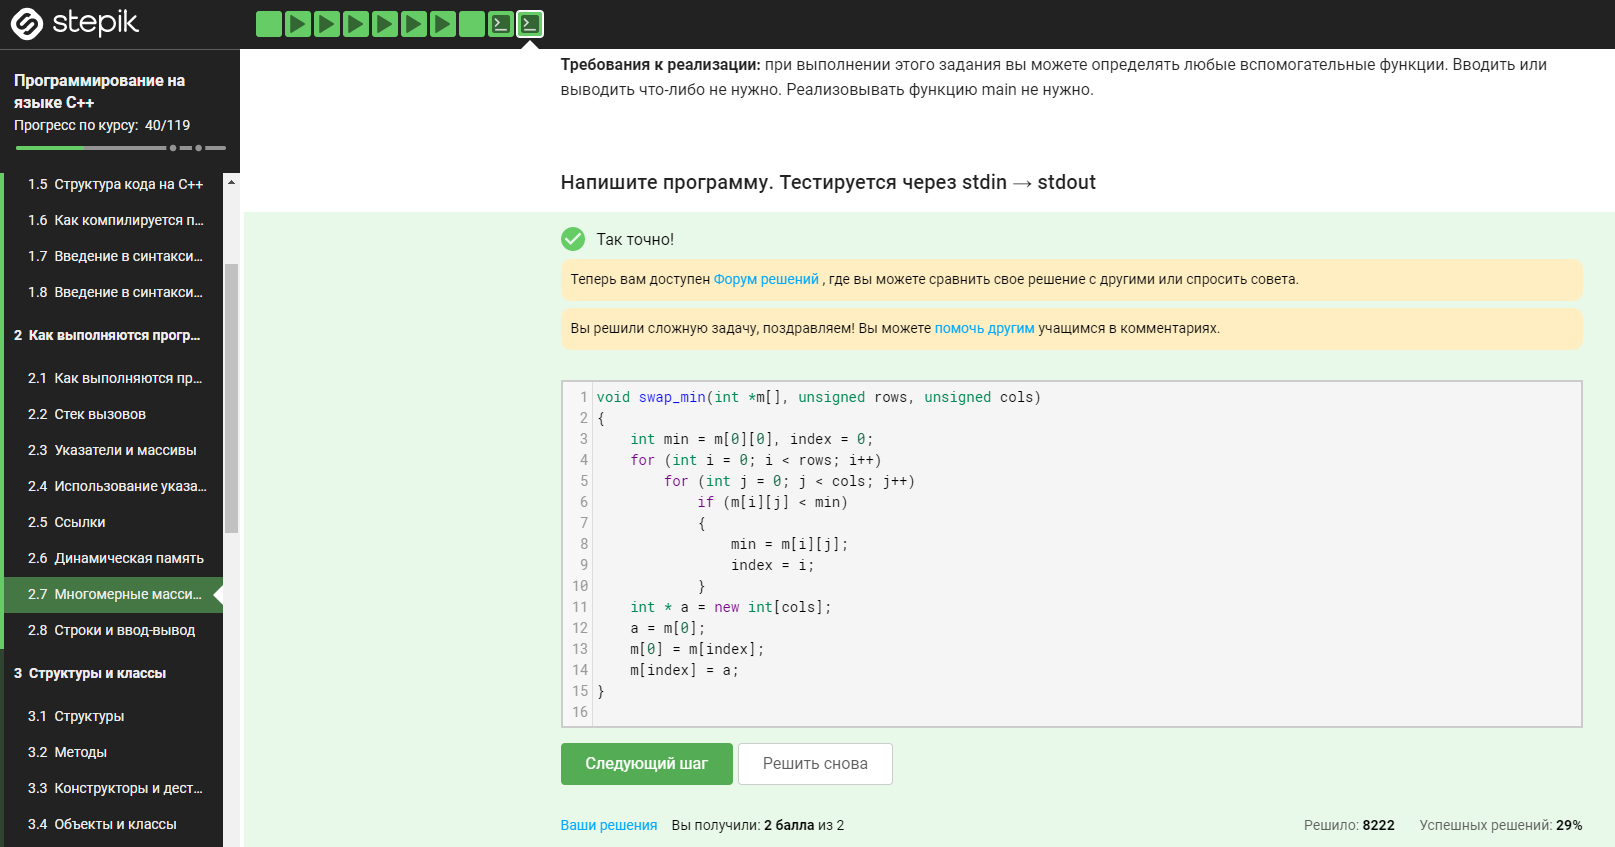 stepik
Программирование на
языке C++
Прогресс по курсу: 40/119
1.5 Структура кода на C++
1.6 Как компилируется п...
1.7 Введение в синтакси...
1.8 Введение в синтакси...
2 Как выполняются прогр...
2.1 Как выполняются пр...
2.2 Стек вызовов
2.3 Указатели и массивы
2.4 Использование указа...
2.5 Ссылки
2.6 Динамическая память
2.7 Многомерные масси...
2.8 Строки и ввод-вывод
3 Структуры и классы
3.1 Структуры
3.2 Методы
3.3 Конструкторы и дест...
3.4 Объекты и классы
Требования к реализации: при выполнении этого задания вы можете определять любые вспомогательные функции. Вводить или
выводить что-либо не нужно. Реализовывать функцию main не нужно.
Напишите программу. Тестируется через stdin → stdout
Так точно!
Теперь вам доступен Форум решений , где вы можете сравнить свое решение с другими или спросить совета.
Вы решили сложную задачу, поздравляем! Вы можете помочь другим учащимся в комментариях.
1 void swap_min(int *m[], unsigned rows, unsigned cols)
2 {
3     int min = m[0][0], index = 0;
4     for (int i = 0; i < rows; i++)
5         for (int j = 0; j < cols; j++)
6             if (m[i][j] < min)
7             {
8                 min = m[i][j];
9                 index = i;
10             }
11     int * a = new int[cols];
12     a = m[0];
13     m[0] = m[index];
14     m[index] = a;
15 }
16
Следующий шаг Решить снова
Ваши решения Вы получили: 2 балла из 2 Решило: 8222 Успешных решений: 29%